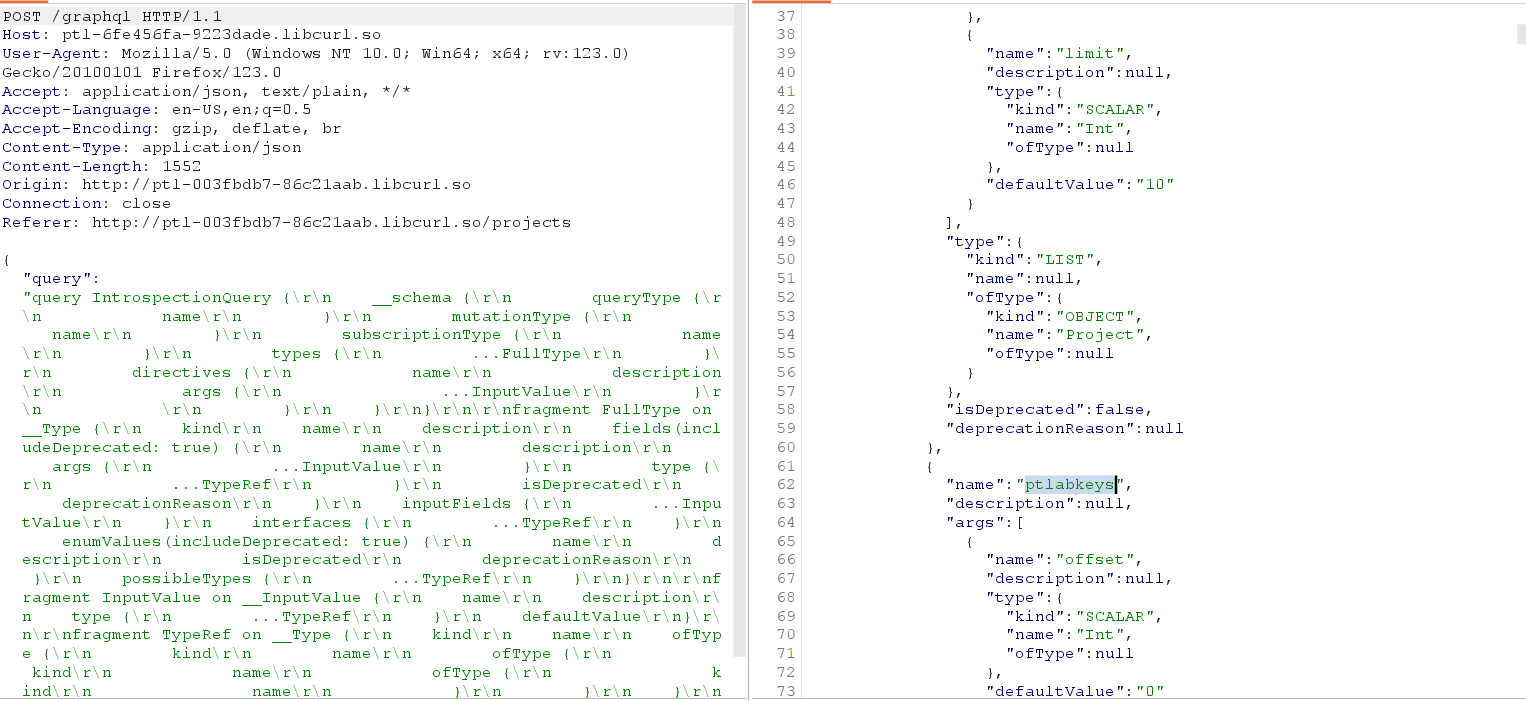 POST /graphql HTTP/1.1
Host: ptl-6fe456fa-9223dade.libcurl.so
User-Agent: Mozilla/5.0 (Windows NT 10.0; Win64; x64; rv:123.0)
Gecko/20100101 Firefox/123.0
Accept: application/json, text/plain, */*
Accept-Language: en-US,en;q=0.5
Accept-Encoding: gzip, deflate, br
Content-Type: application/json
Content-Length: 1552
Origin: http://ptl-003fbdb7-86c21aab.libcurl.so
Connection: close
Referer: http://ptl-003fbdb7-86c21aab.libcurl.so/projects
{
"query":
"query IntrospectionQuery {\r\n    __schema {\r\n        queryType {\r
\n            name\r\n        }\r\n        mutationType {\r\n
name\r\n        }\r\n        subscriptionType {\r\n            name
\r\n        }\r\n        types {\r\n            ...FullType\r\n        }\
r\n        directives {\r\n            name\r\n            description
\r\n            args {\r\n                ...InputValue\r\n            }\r
\n            \r\n        }\r\n    }\r\n}\r\n\r\nfragment FullType on
__Type {\r\n    kind\r\n    name\r\n    description\r\n    fields(incl
udeDeprecated: true) {\r\n        name\r\n        description\r\n
args {\r\n            ...InputValue\r\n        }\r\n        type {\
r\n            ...TypeRef\r\n        }\r\n        isDeprecated\r\n
deprecationReason\r\n    }\r\n    inputFields {\r\n        ...Inpu
tValue\r\n    }\r\n    interfaces {\r\n        ...TypeRef\r\n    }\r\n
enumValues(includeDeprecated: true) {\r\n        name\r\n        d
escription\r\n        isDeprecated\r\n        deprecationReason\r\n
}\r\n    possibleTypes {\r\n        ...TypeRef\r\n    }\r\n}\r\n\r\nf
ragment InputValue on __InputValue {\r\n    name\r\n    description\r\
n    type {\r\n        ...TypeRef\r\n    }\r\n    defaultValue\r\n}\r\
n\r\nfragment TypeRef on __Type {\r\n    kind\r\n    name\r\n    ofTyp
e {\r\n        kind\r\n        name\r\n        ofType {\r\n
kind\r\n            name\r\n            ofType {\r\n                k
ind\r\n                name\r\n            }\r\n        }\r\n    }\r\n
37 },
38 {
39 "name":"limit",
40 "description":null,
41 "type":{
42 "kind":"SCALAR",
43 "name":"Int",
44 "ofType":null
45 },
46 "defaultValue":"10"
47 }
48 ],
49 "type":{
50 "kind":"LIST",
51 "name":null,
52 "ofType":{
53 "kind":"OBJECT",
54 "name":"Project",
55 "ofType":null
56 }
57 },
58 "isDeprecated":false,
59 "deprecationReason":null
60 },
61 {
62 "name":"ptlabkeys",
63 "description":null,
64 "args":[
65 {
66 "name":"offset",
67 "description":null,
68 "type":{
69 "kind":"SCALAR",
70 "name":"Int",
71 "ofType":null
72 },
73 "defaultValue":"0"